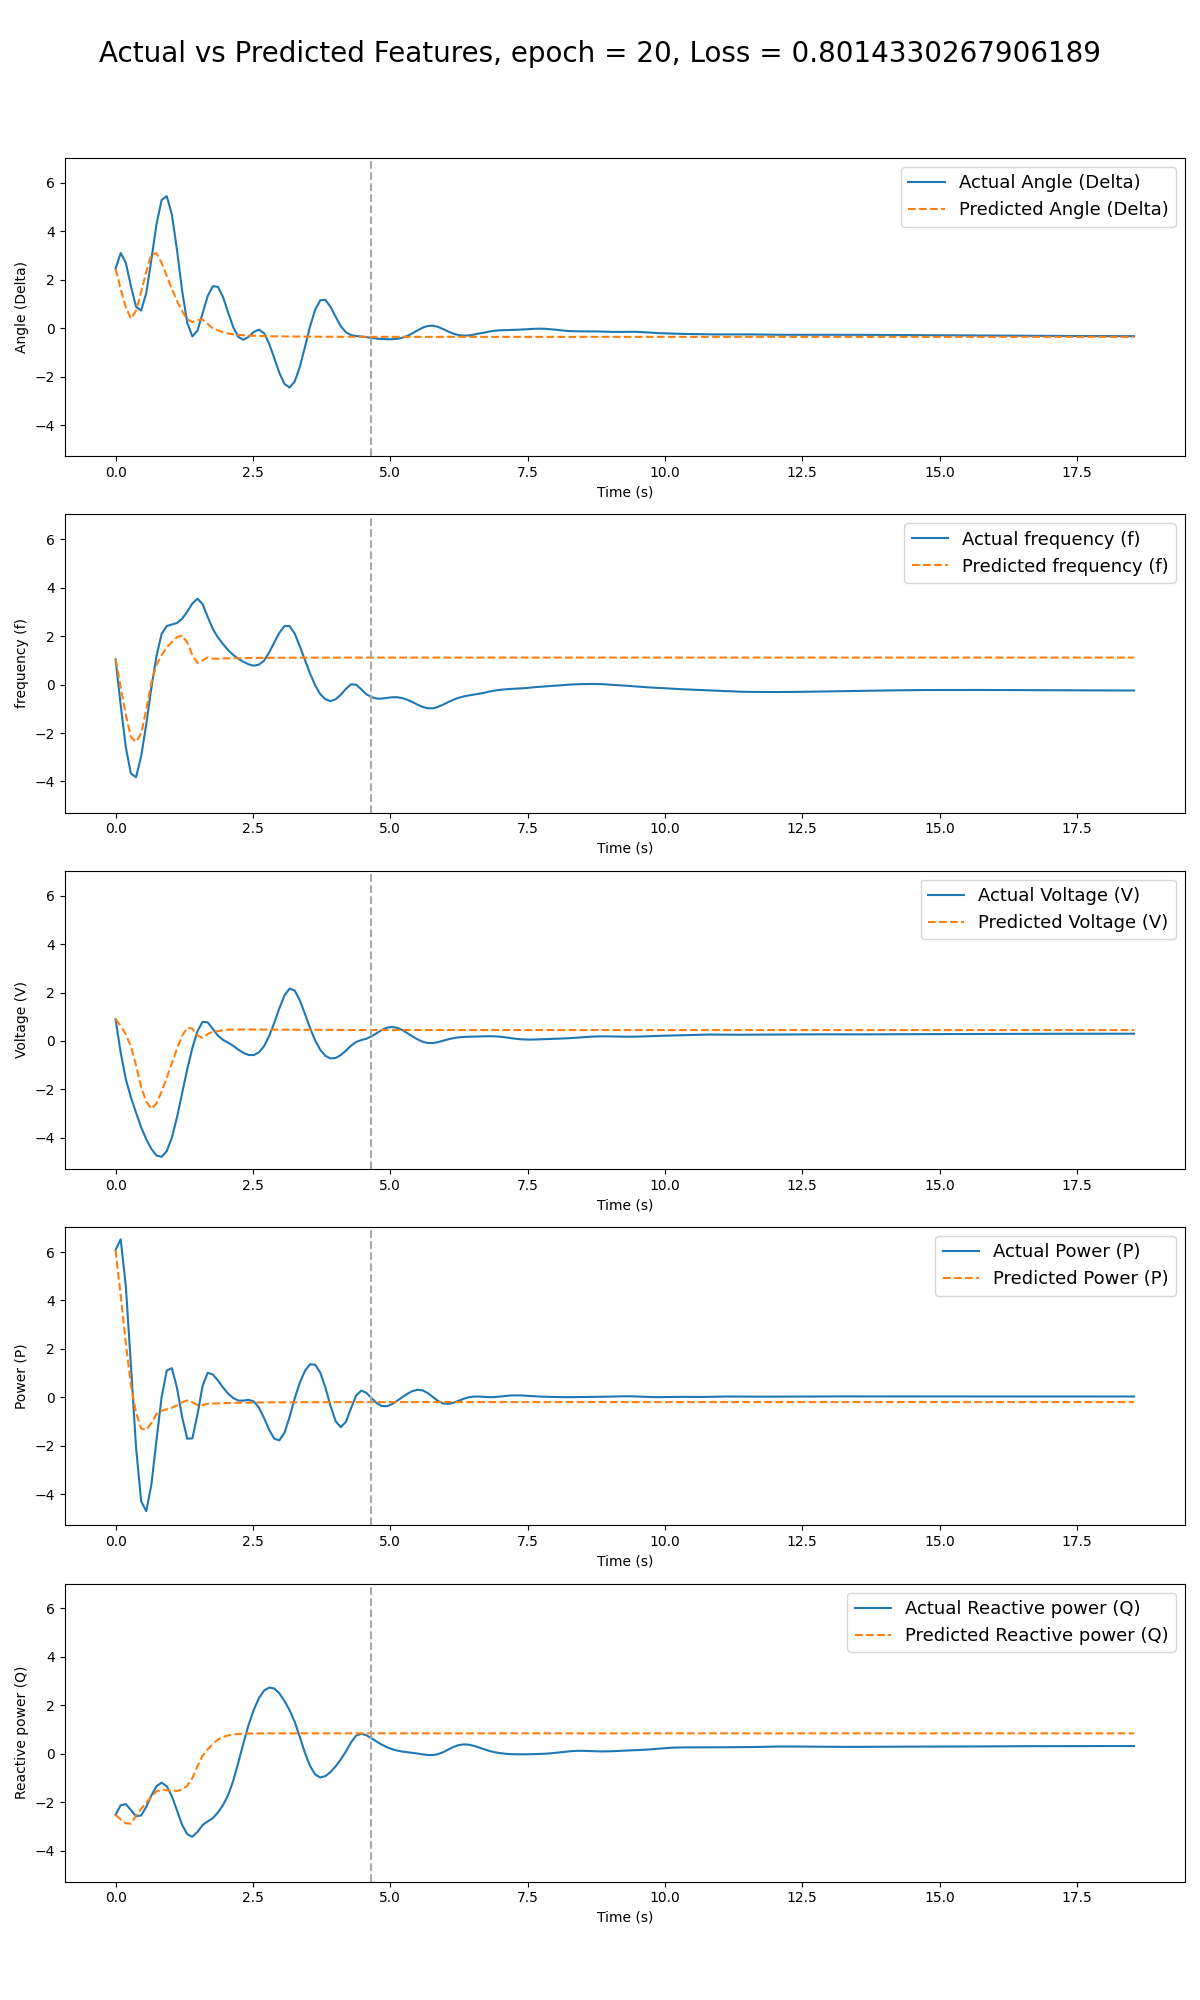 Actual vs Predicted Features, epoch = 20, Loss = 0.8014330267906189
Actual Angle (Delta)
Predicted Angle (Delta)
Angle (Delta)
6
4
2
0
−2
−4
0.0 2.5 5.0 7.5 10.0 12.5 15.0 17.5
Time (s)
Actual frequency (f)
Predicted frequency (f)
frequency (f)
6
4
2
0
−2
−4
0.0 2.5 5.0 7.5 10.0 12.5 15.0 17.5
Time (s)
Actual Voltage (V)
Predicted Voltage (V)
Voltage (V)
6
4
2
0
−2
−4
0.0 2.5 5.0 7.5 10.0 12.5 15.0 17.5
Time (s)
Actual Power (P)
Predicted Power (P)
Power (P)
6
4
2
0
−2
−4
0.0 2.5 5.0 7.5 10.0 12.5 15.0 17.5
Time (s)
Actual Reactive power (Q)
Predicted Reactive power (Q)
Reactive power (Q)
6
4
2
0
−2
−4
0.0 2.5 5.0 7.5 10.0 12.5 15.0 17.5
Time (s)